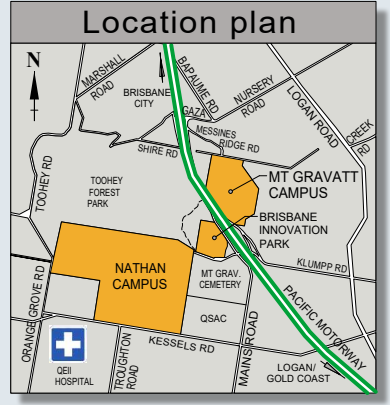 Location plan
N
MARSHALL
ROAD
BRISBANE
CITY
BAPAUME RD
GAZA
NURSERY
ROAD
LOGAN ROAD
CREEK
RD
MESSINES
RIDGE RD
SHIRE RD
TOOHEY RD
TOOHEY
FOREST
PARK
MT GRAVATT
CAMPUS
BRISBANE
INNOVATION
PARK
KLUMPP RD
NATHAN
CAMPUS
MT GRAV.
CEMETERY
QSAC
ORANGE GROVE RD
KESSELS RD
MAINS ROAD
PACIFIC MOTORWAY
QEII
HOSPITAL
TROUGHTON
ROAD
LOGAN/
GOLD COAST